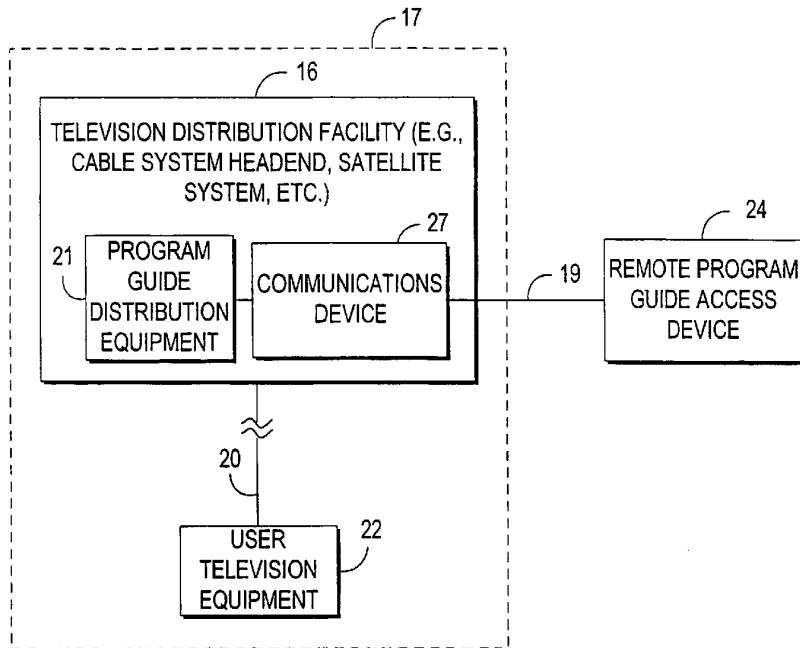 17
16
TELEVISION DISTRIBUTION FACILITY (E.G.,
CABLE SYSTEM HEADEND, SATELLITE
SYSTEM, ETC.)
27
24
21
PROGRAM
GUIDE
DISTRIBUTION
EQUIPMENT
COMMUNICATIONS
DEVICE
19
REMOTE PROGRAM
GUIDE ACCESS
DEVICE
20
22
USER
TELEVISION
EQUIPMENT